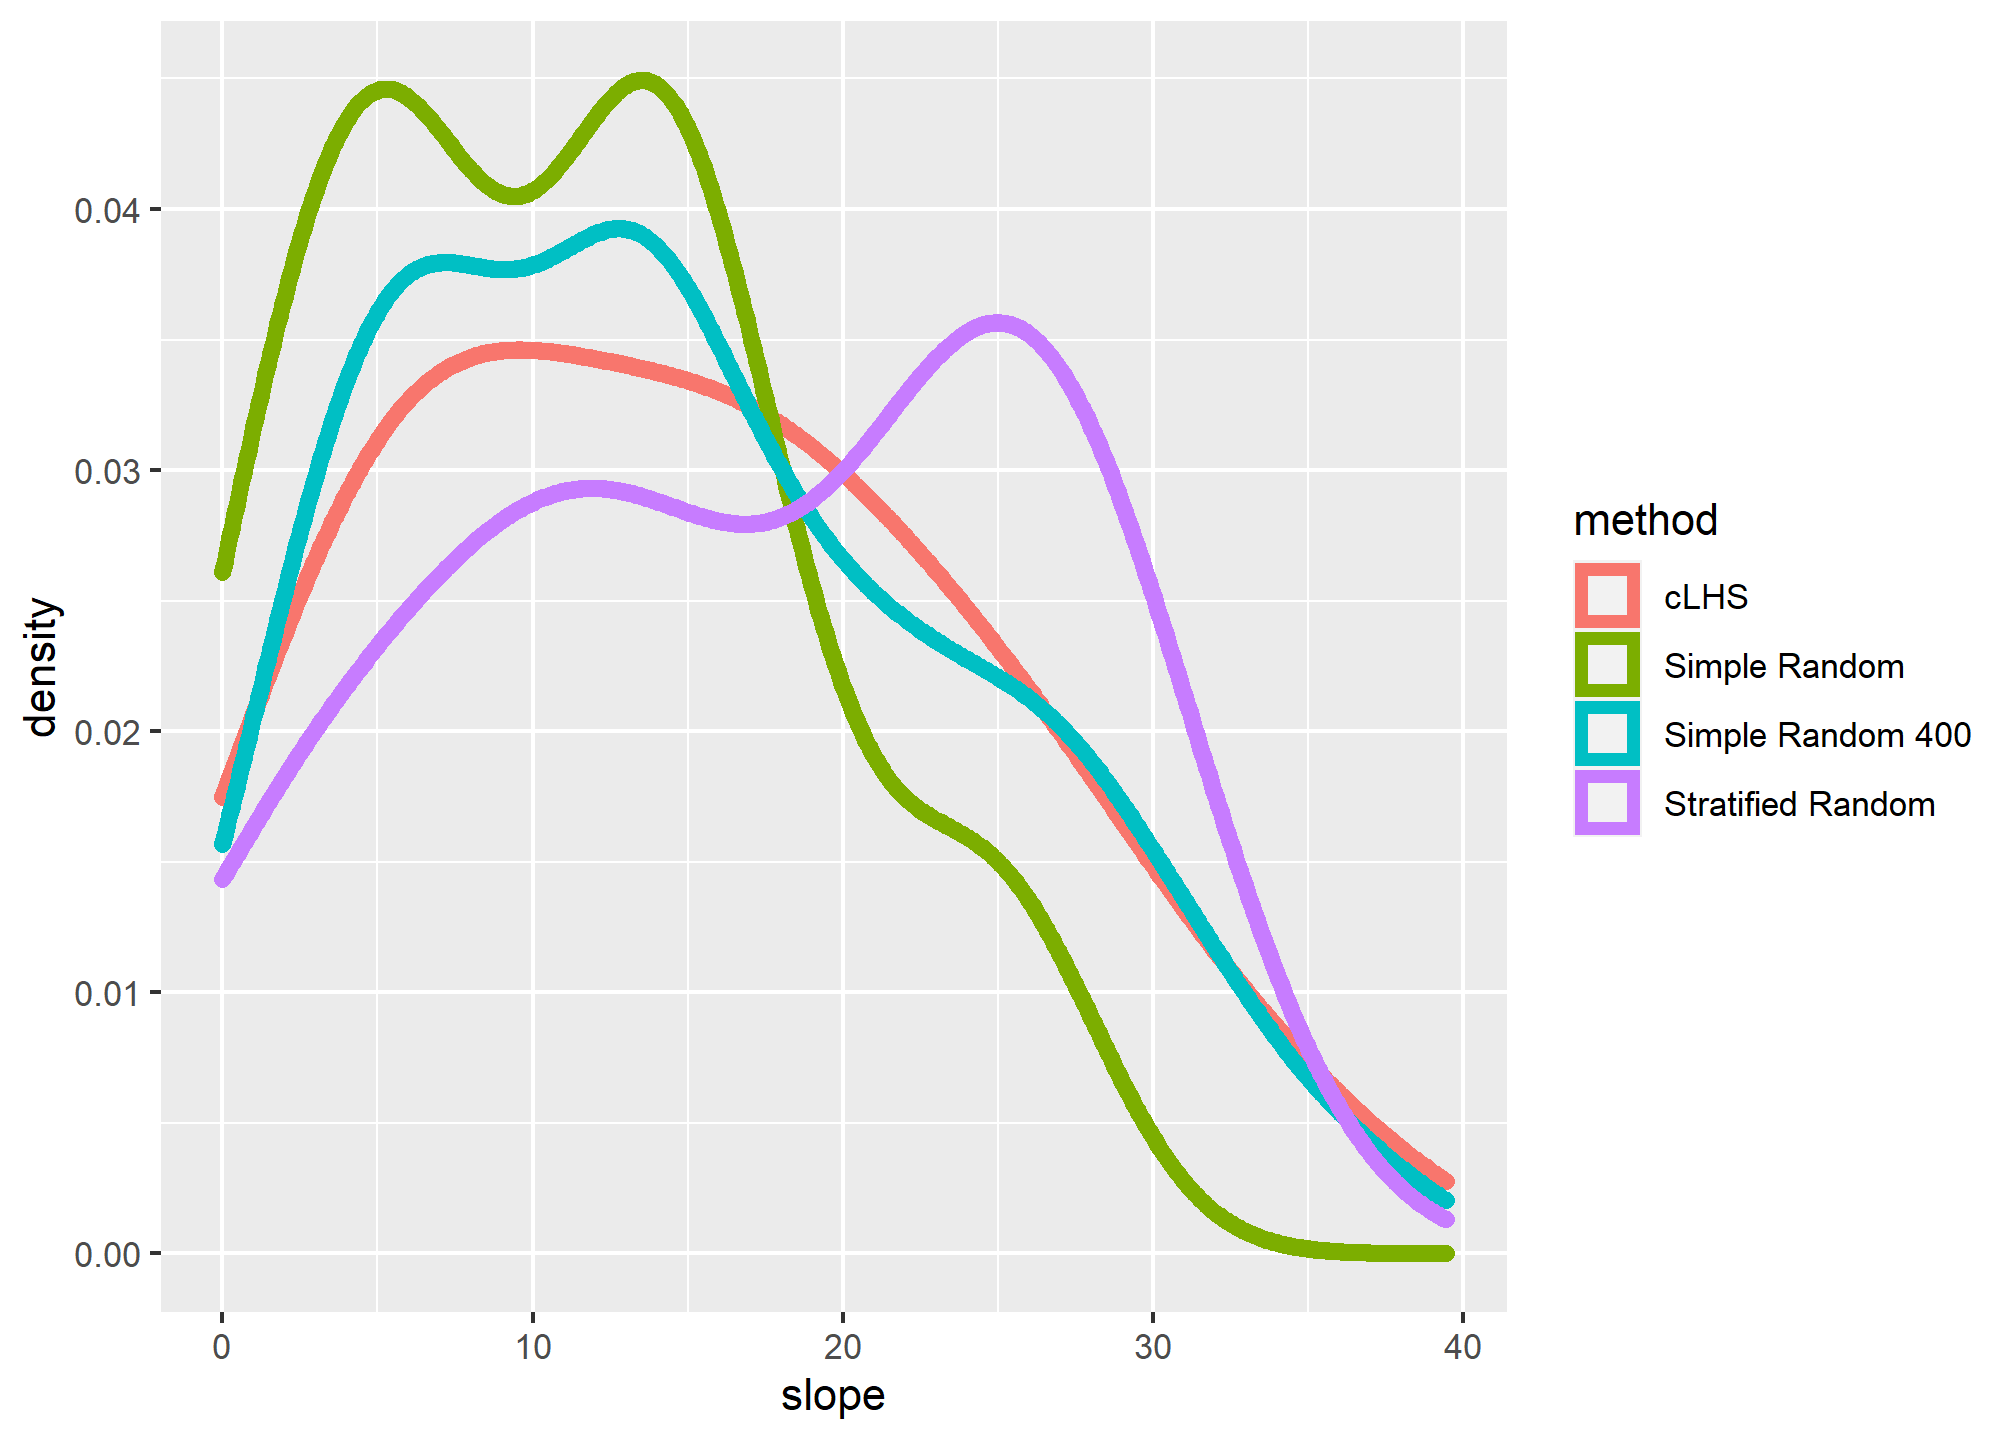 density
0.04
0.03
0.02
0.01
0.00
0
10
20
30
40
slope
method
cLHS
Simple Random
Simple Random 400
Stratified Random